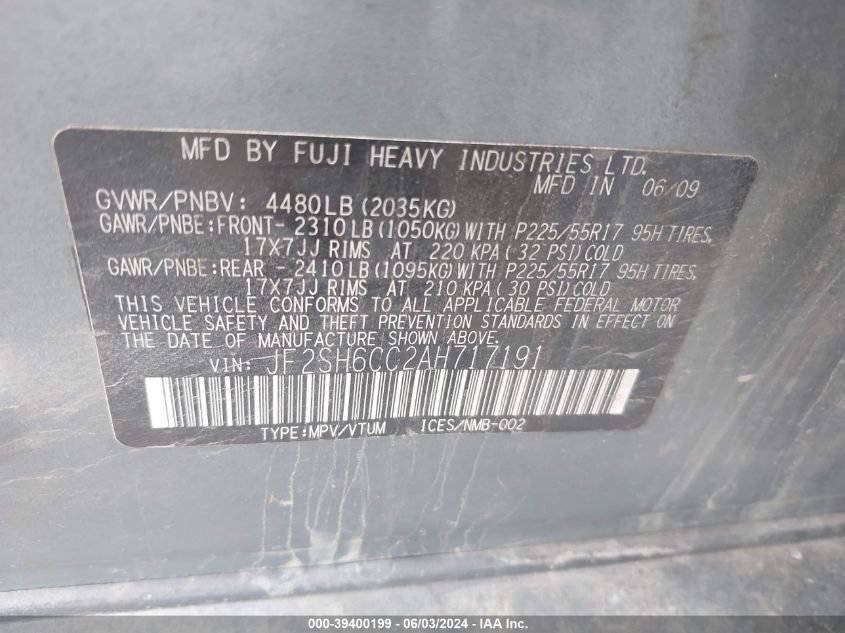 MFD BY FUJI HEAVY INDUSTRIES LTD.
MFD IN 06/09
GVWR/PNBV: 4480LB (2035KG)
GAWR/PNBE:FRONT- 2310LB (1050KG) WITH P225/55R17 95H TIRES,
17X7JJ RIMS AT 220 KPA ( 32 PSI) COLD
GAWR/PNBE:REAR - 2410LB (1095KG) WITH P225/55R17 95H TIRES,
17X7JJ RIMS AT 210 KPA ( 30 PSI) COLD
THIS VEHICLE CONFORMS TO ALL APPLICABLE FEDERAL MOTOR
VEHICLE SAFETY AND THEFT PREVENTION STANDARDS IN EFFECT ON
THE DATE OF MANUFACTURE SHOWN ABOVE.
VIN: JF2SH6CC2AH717191
TYPE:MPV/VTUM ICES/NMB-002
000-39400199 - 06/03/2024 - IAA Inc.